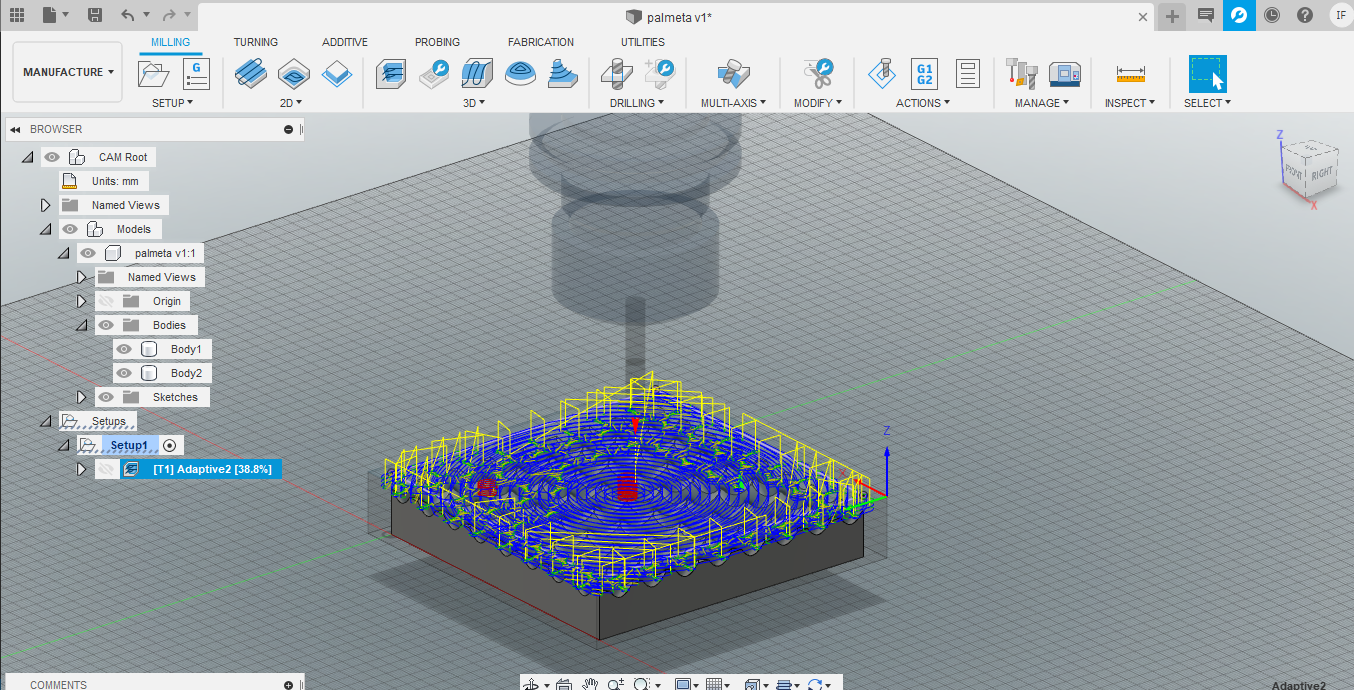 palmeta v1*
IF
MILLING TURNING ADDITIVE PROBING FABRICATION UTILITIES
MANUFACTURE
G
G1
G2
SETUP 2D 3D DRILLING MULTI-AXIS MODIFY ACTIONS MANAGE INSPECT SELECT
BROWSER
CAM Root
Units: mm
Named Views
Models
palmeta v1:1
Named Views
Origin
Bodies
Body1
Body2
Sketches
Setups
Setup1
[T1] Adaptive2 [38.8%]
Z
FRONT RIGHT
X
Z
COMMENTS
Adaptive2